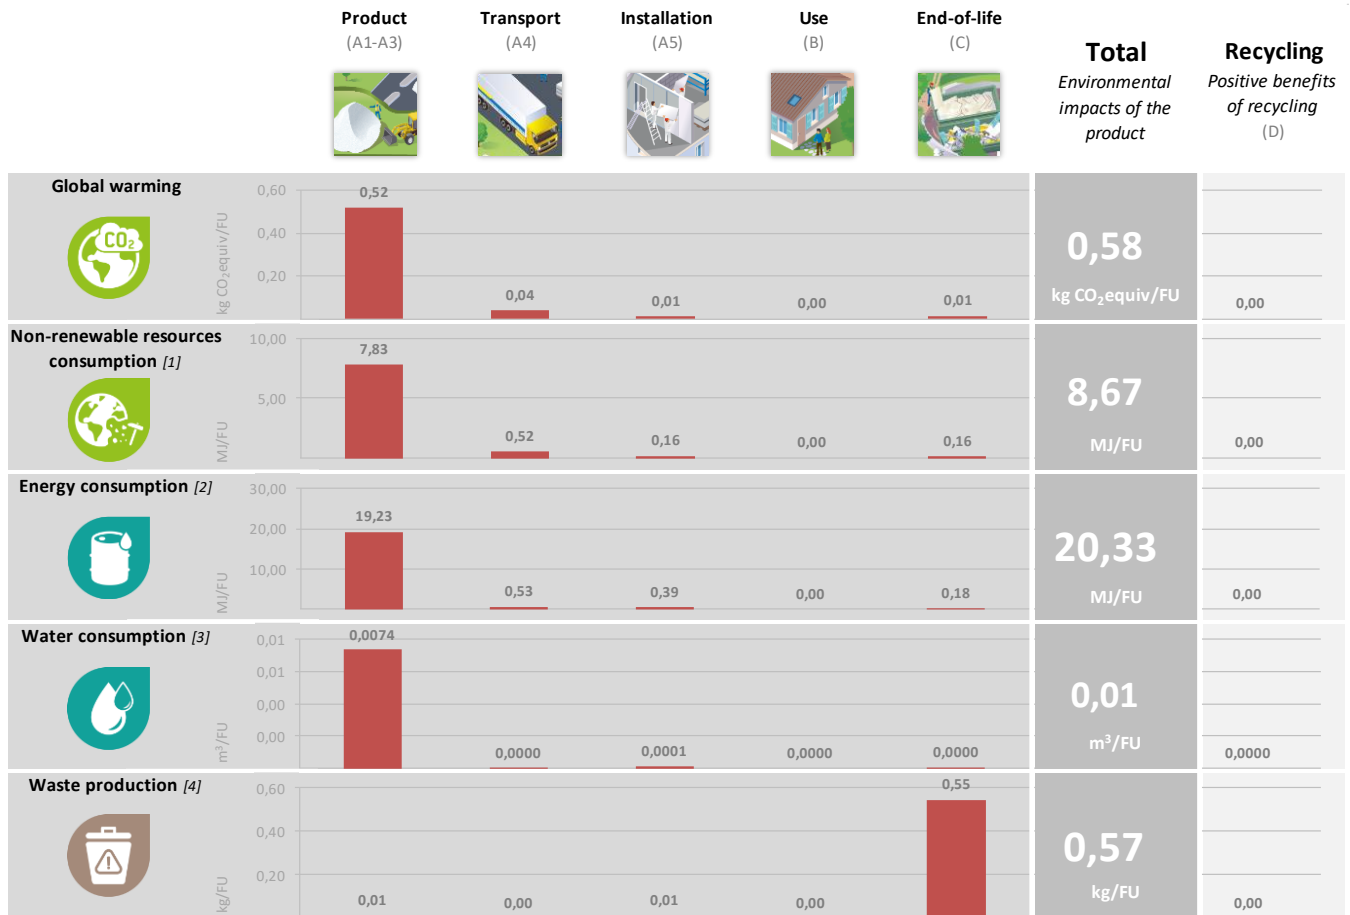 Product
(A1-A3)
Transport
(A4)
Installation
(A5)
Use
(B)
End-of-life
(C)
Total
Environmental
impacts of the
product
Recycling
Positive benefits
of recycling
(D)
Global warming
CO2
kg CO2equiv/FU
0,60
0,40
0,20
0,52
0,04
0,01
0,00
0,01
0,58
kg CO2equiv/FU
0,00
Non-renewable resources
consumption [1]
MJ/FU
10,00
5,00
7,83
0,52
0,16
0,00
0,16
8,67
MJ/FU
0,00
Energy consumption [2]
MJ/FU
30,00
20,00
10,00
19,23
0,53
0,39
0,00
0,18
20,33
MJ/FU
0,00
Water consumption [3]
m3/FU
0,01
0,01
0,00
0,00
0,0074
0,0000
0,0001
0,0000
0,0000
0,01
m3/FU
0,0000
Waste production [4]
kg/FU
0,60
0,40
0,20
0,01
0,00
0,01
0,00
0,55
0,57
kg/FU
0,00